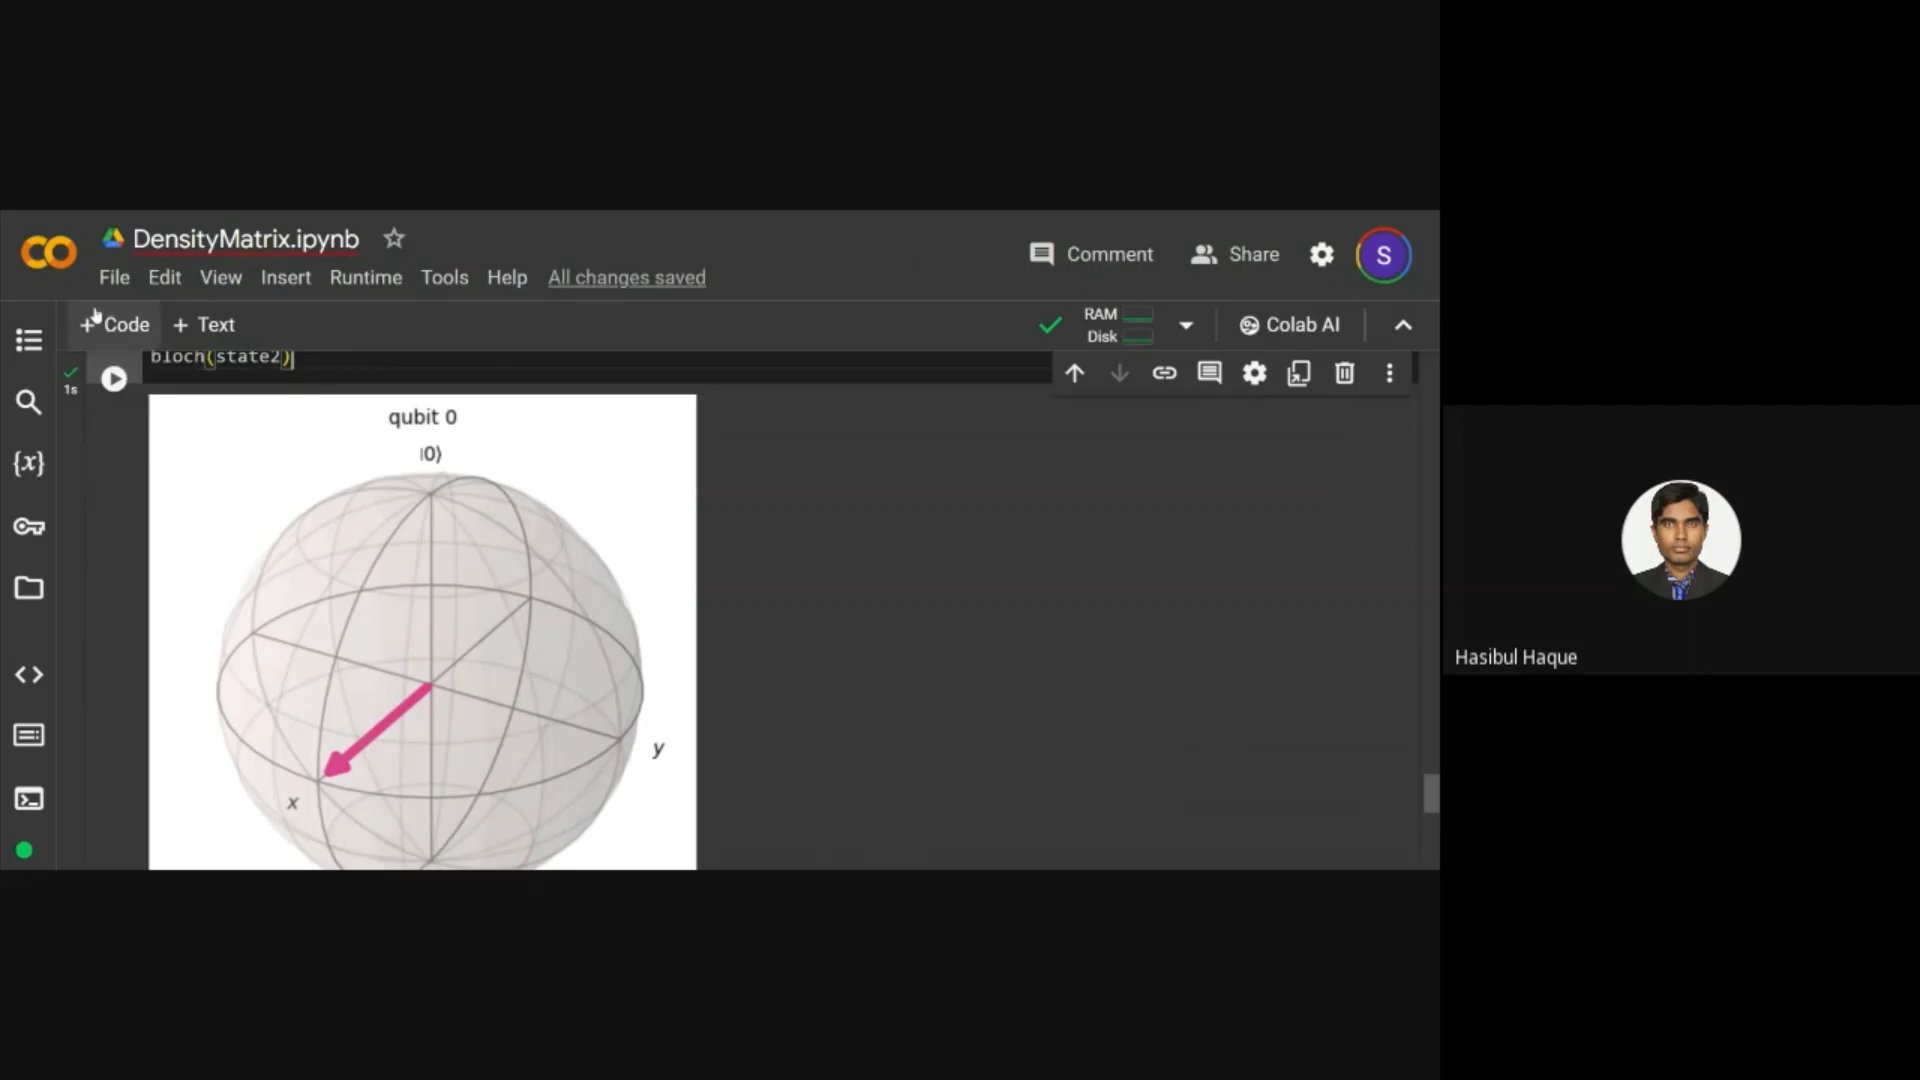 DensityMatrix.ipynb
Comment
Share
S
File Edit View Insert Runtime Tools Help All changes saved
+ Code + Text
RAM
Disk
Colab AI
{x}
1s
bloch(state2)
qubit 0
|0⟩
y
x
Hasibul Haque